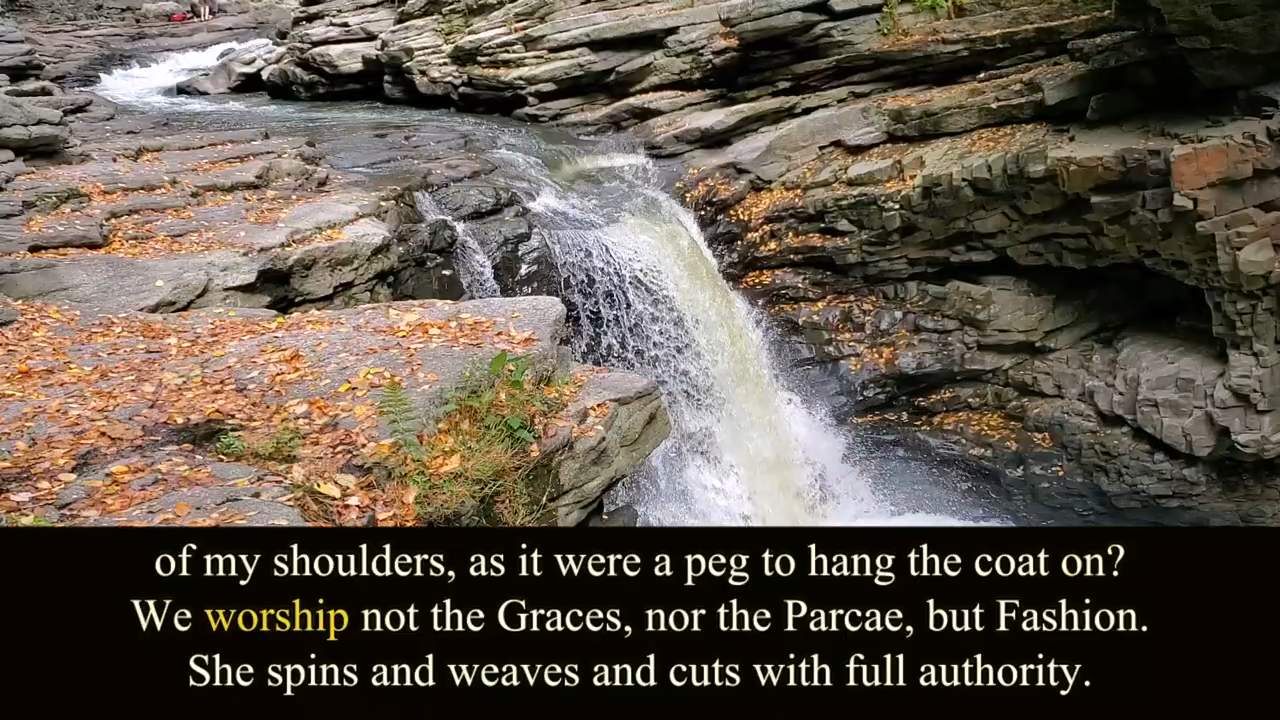 of my shoulders, as it were a peg to hang the coat on?
We worship not the Graces, nor the Parcae, but Fashion.
She spins and weaves and cuts with full authority.